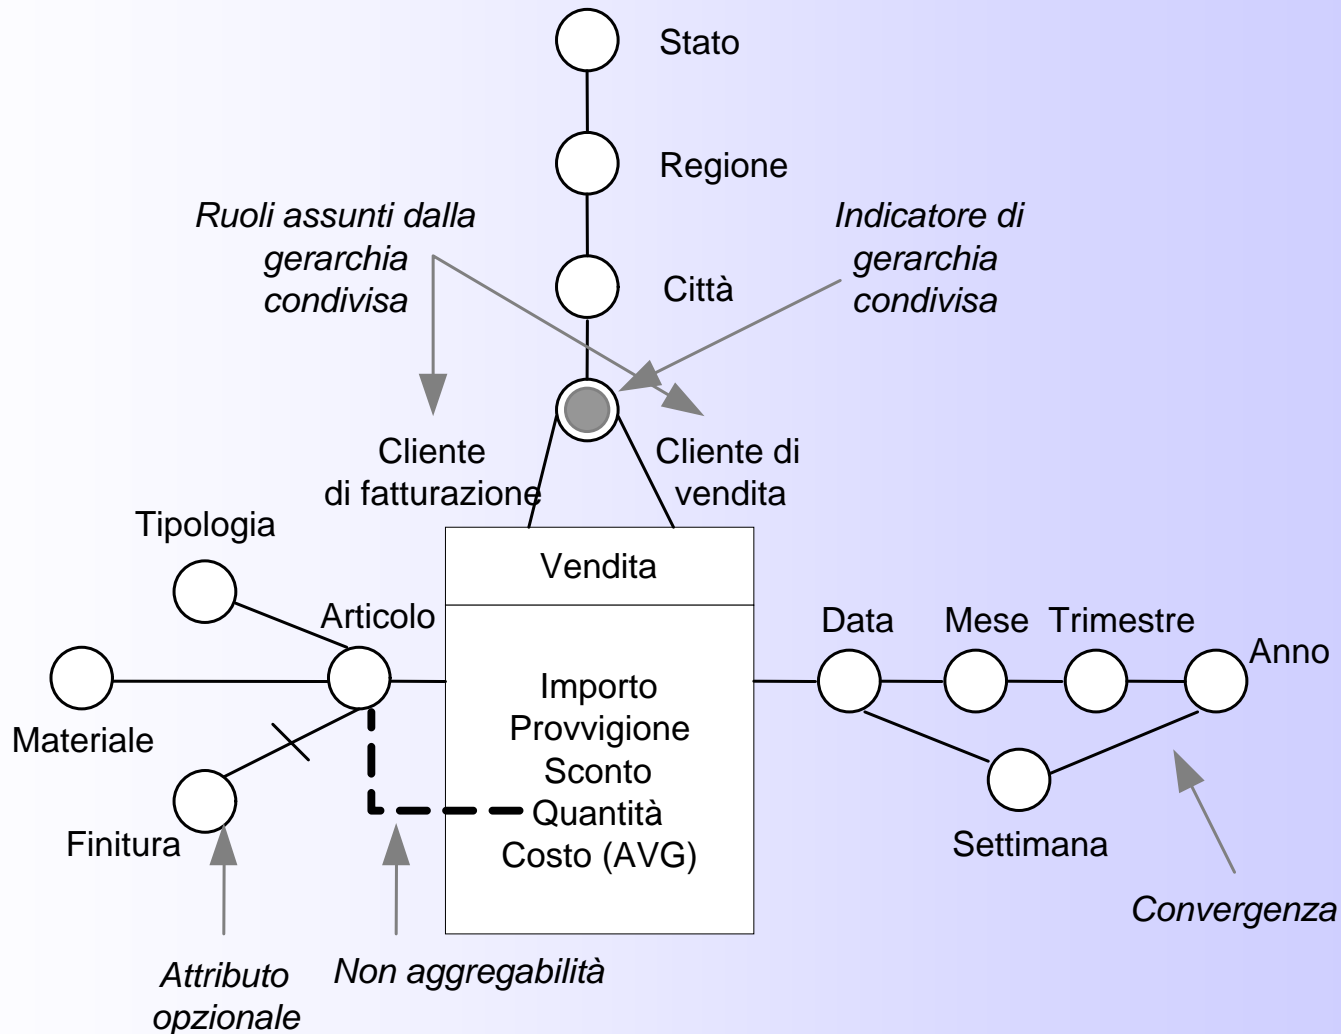 Stato
Regione
Ruoli assunti dalla
gerarchia
condivisa
Indicatore di
gerarchia
condivisa
Città
Cliente
di fatturazione
Cliente di
vendita
Tipologia
Articolo
Materiale
Finitura
Vendita
Importo
Provvigione
Sconto
Quantità
Costo (AVG)
Data
Mese
Trimestre
Anno
Settimana
Convergenza
Attributo
opzionale
Non aggregabilità